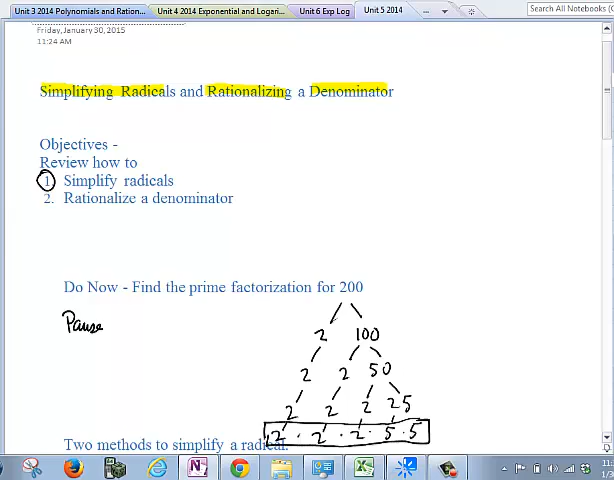 Unit 3 2014 Polynomials and Ration... Unit 4 2014 Exponential and Logari... Unit 6 Exp Log Unit 5 2014 ... Search All Notebooks (
Friday, January 30, 2015
11:24 AM
Simplifying Radicals and Rationalizing a Denominator
Objectives -
Review how to
1. Simplify radicals
2. Rationalize a denominator
Do Now - Find the prime factorization for 200
Pause
2 100
2 2 50
2 2 2 25
2 · 2 · 2 · 5 · 5
Two methods to simplify a radical:
11:
1/3